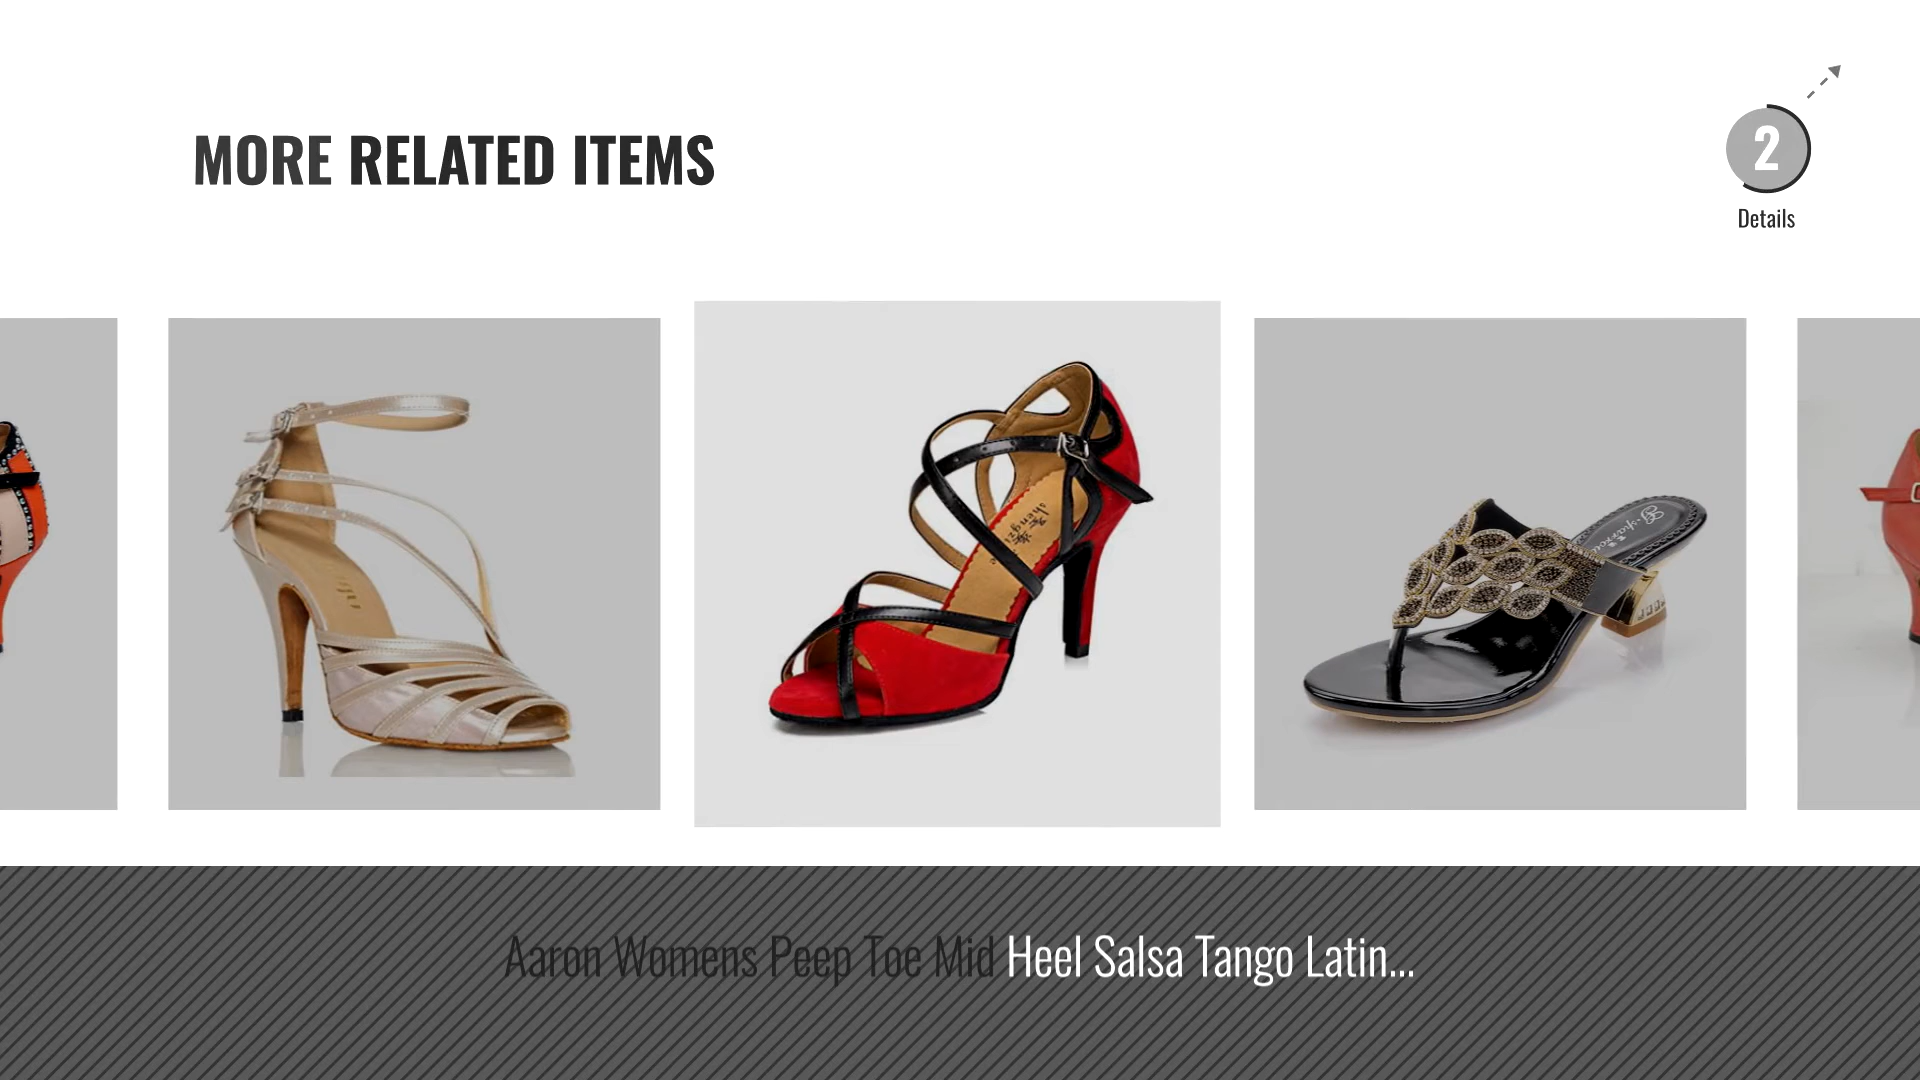 MORE RELATED ITEMS
2
Details
Aaron Womens Peep Toe Mid Heel Salsa Tango Latin...